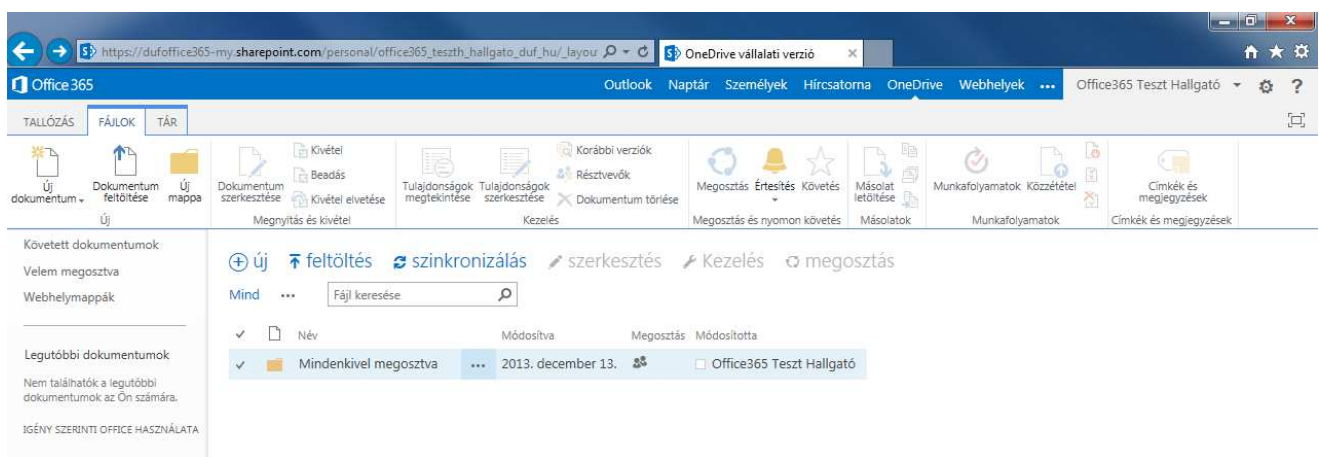 https://dufoffice365-my.sharepoint.com/personal/office365_teszth_hallgato_duf_hu/_layou
OneDrive vállalati verzió
Office 365
Outlook Naptár Személyek Hírcsatorna OneDrive Webhelyek ••• Office365 Teszt Hallgató ?
TALLÓZÁS FÁJLOK TÁR
Új dokumentum
Dokumentum feltöltése
Új mappa
Új
Dokumentum szerkesztése
Kivétel
Beadás
Kivétel elvetése
Megnyitás és kivétel
Tulajdonságok megtekintése
Tulajdonságok szerkesztése
Korábbi verziók
Résztvevők
Dokumentum törlése
Kezelés
Megosztás
Értesítés
Követés
Megosztás és nyomon követés
Másolat letöltése
Másolatok
Munkafolyamatok
Közzététel
Munkafolyamatok
Címkék és megjegyzések
Címkék és megjegyzések
Követett dokumentumok
Velem megosztva
Webhelymappák
Legutóbbi dokumentumok
Nem találhatók a legutóbbi
dokumentumok az Ön számára.
IGÉNY SZERINTI OFFICE HASZNÁLATA
új feltöltés szinkronizálás szerkesztés Kezelés megosztás
Mind ••• Fájl keresése
Név Módosítva Megosztás Módosította
Mindenkivel megosztva ••• 2013. december 13. Office365 Teszt Hallgató